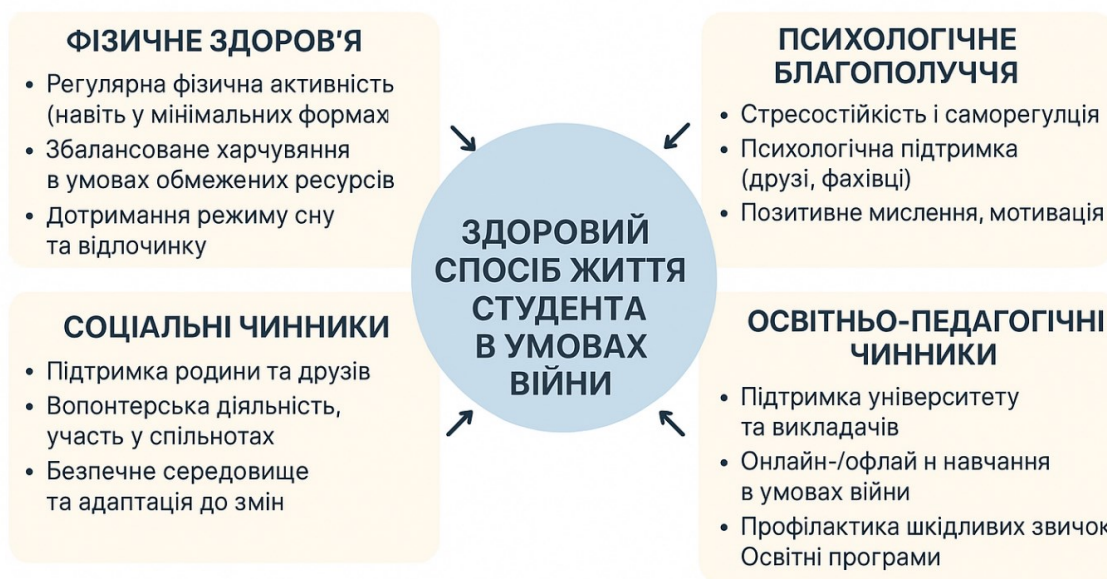 ФІЗИЧНЕ ЗДОРОВ'Я
• Регулярна фізична активність
(навіть у мінімальних формах
• Збалансоване харчувяння
в умовах обмежених ресурсів
• Дотримання режиму сну
та відлочинку
ПСИХОЛОГІЧНЕ
БЛАГОПОЛУЧЧЯ
• Стресостійкість і саморегулція
• Психологічна підтримка
(друзі, фахівці)
• Позитивне мислення, мотивація
ЗДОРОВИЙ
СПОСІБ ЖИТТЯ
СТУДЕНТА
В УМОВАХ
ВІЙНИ
СОЦІАЛЬНІ ЧИННИКИ
• Підтримка родини та друзів
• Вопонтерська діяльність,
участь у спільнотах
• Безпечне середовище
та адаптація до змін
ОСВІТНЬО-ПЕДАГОГІЧНІ
ЧИННИКИ
• Підтримка університету
та викладачів
• Онлайн-/офлай н навчання
в умовах війни
• Профілактика шкідливих звичок
Освітні програми